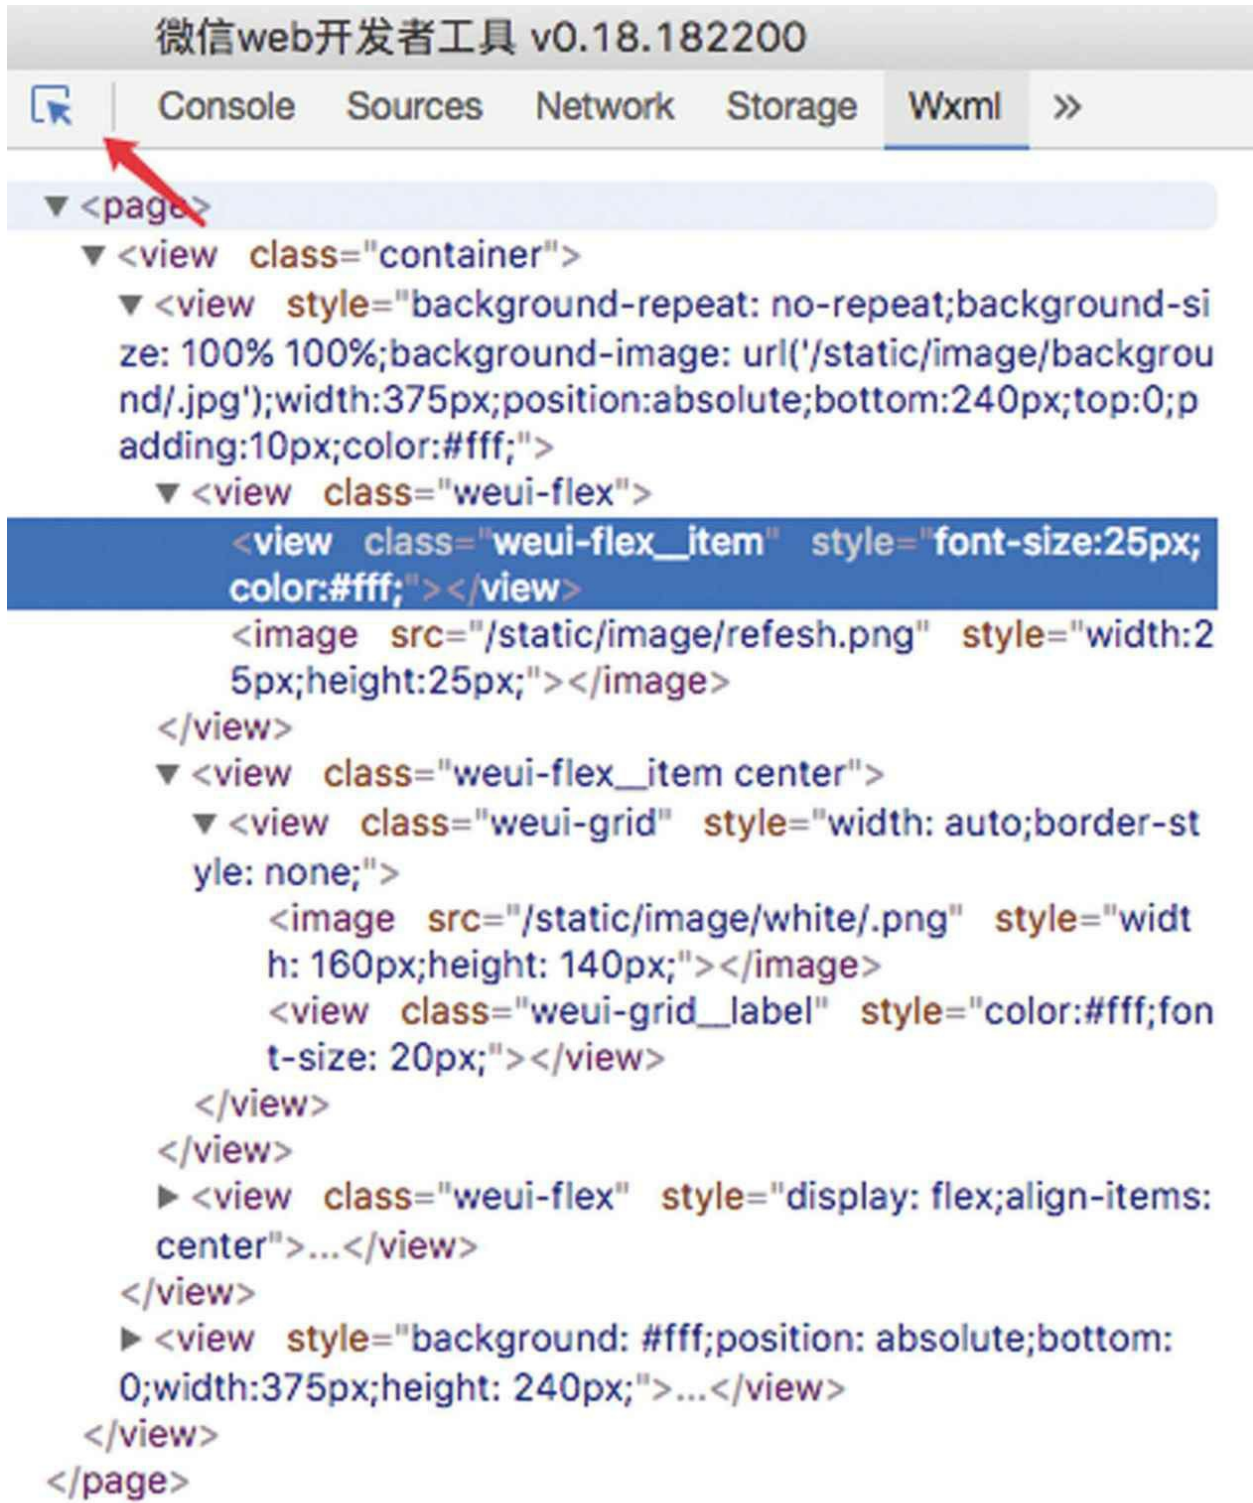 微信web开发者工具 v0.18.182200
Console Sources Network Storage Wxml »
▼ <page>
▼ <view class="container">
▼ <view style="background-repeat: no-repeat;background-si
ze: 100% 100%;background-image: url('/static/image/backgrou
nd/.jpg');width:375px;position:absolute;bottom:240px;top:0;p
adding:10px;color:#fff;">
▼ <view class="weui-flex">
<view class="weui-flex__item" style="font-size:25px;
color:#fff;"></view>
<image src="/static/image/refesh.png" style="width:2
5px;height:25px;"></image>
</view>
▼ <view class="weui-flex__item center">
▼ <view class="weui-grid" style="width: auto;border-st
yle: none;">
<image src="/static/image/white/.png" style="widt
h: 160px;height: 140px;"></image>
<view class="weui-grid__label" style="color:#fff;fon
t-size: 20px;"></view>
</view>
</view>
▶ <view class="weui-flex" style="display: flex;align-items:
center">...</view>
</view>
▶ <view style="background: #fff;position: absolute;bottom:
0;width:375px;height: 240px;">...</view>
</view>
</page>